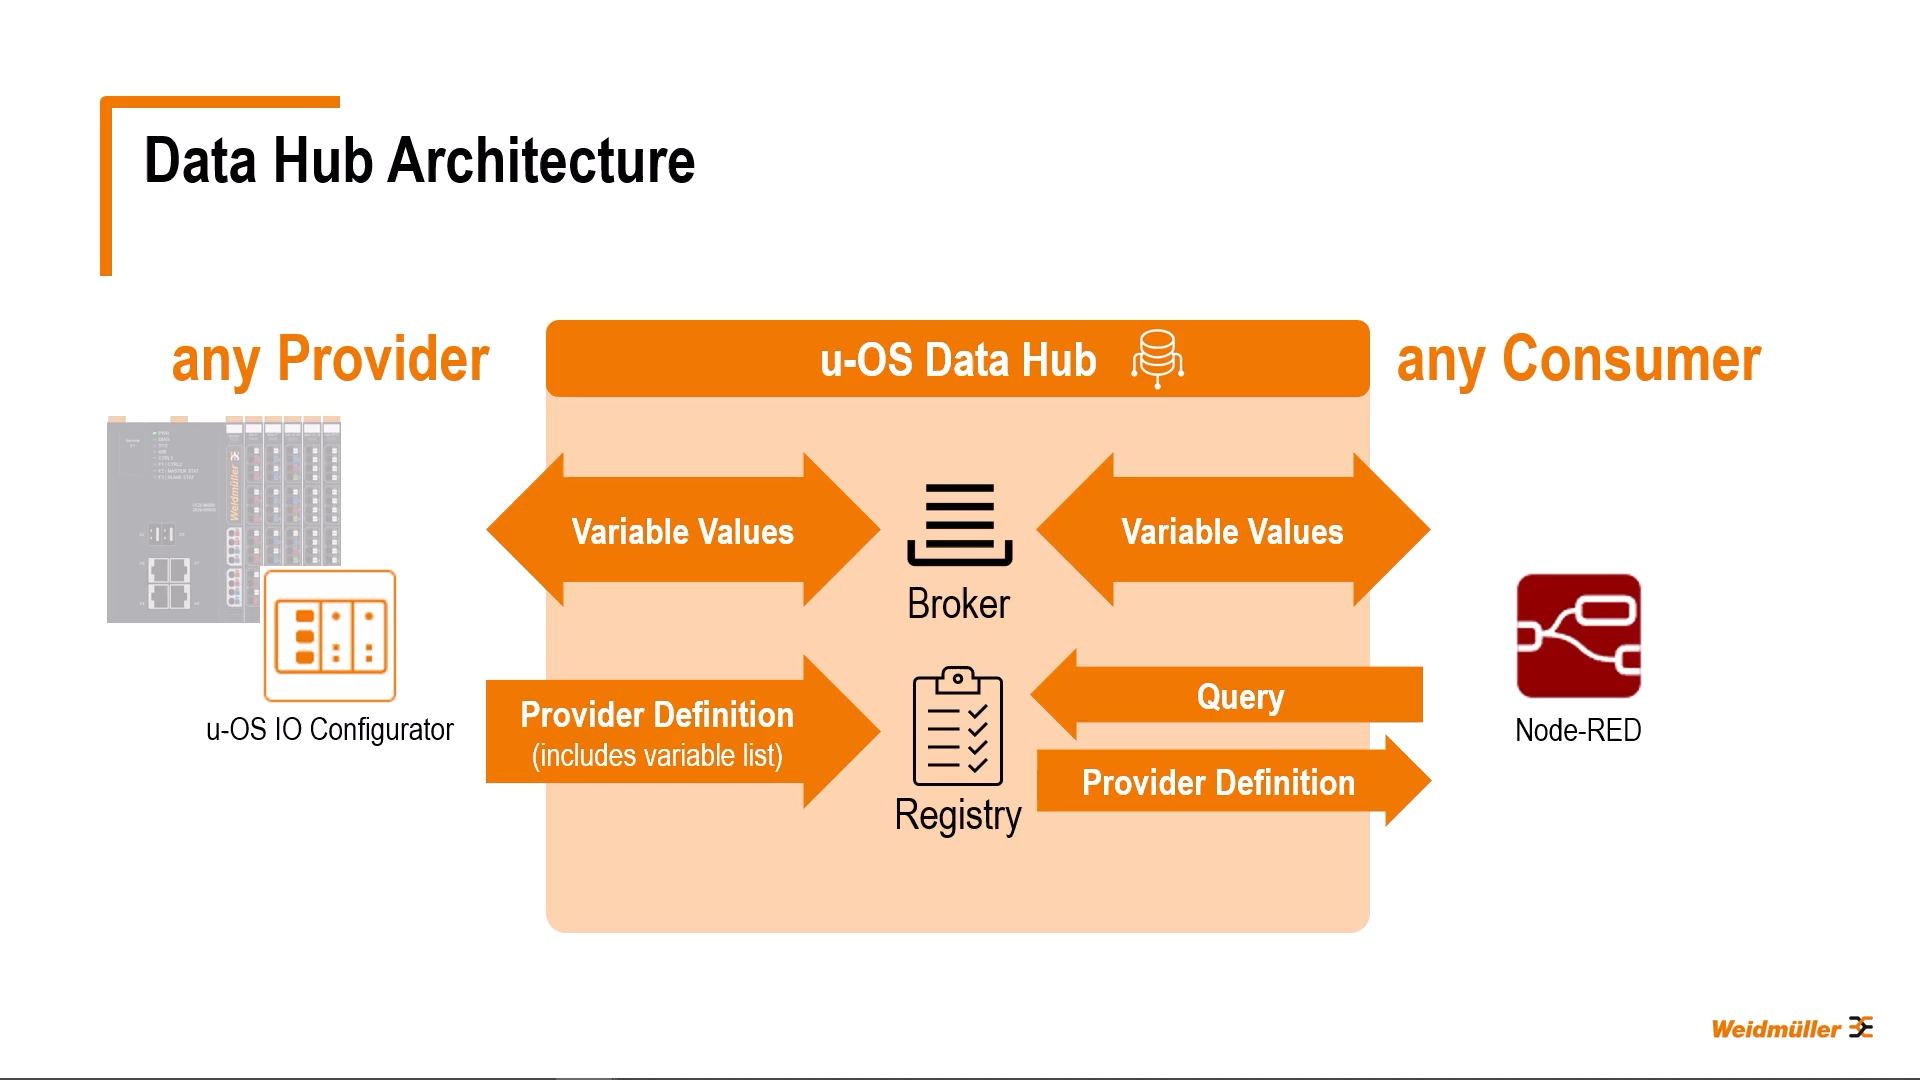 Data Hub Architecture
any Provider
u-OS Data Hub
any Consumer
Weidmüller
Variable Values
Variable Values
Broker
u-OS IO Configurator
Provider Definition
(includes variable list)
Registry
Query
Provider Definition
Node-RED
Weidmüller